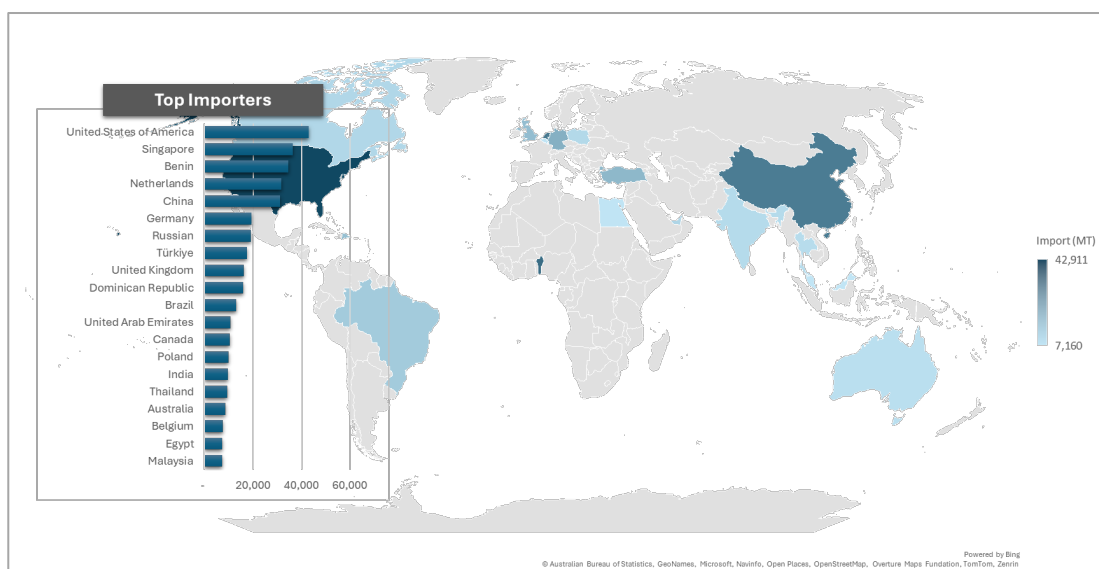 Top Importers
United States of America
Singapore
Benin
Netherlands
China
Germany
Russian
Türkiye
United Kingdom
Dominican Republic
Brazil
United Arab Emirates
Canada
Poland
India
Thailand
Australia
Belgium
Egypt
Malaysia
- 20,000 40,000 60,000
Import (MT)
42,911
7,160
Powered by Bing
© Australian Bureau of Statistics, GeoNames, Microsoft, Navinfo, Open Places, OpenStreetMap, Overture Maps Fundation, TomTom, Zenrin